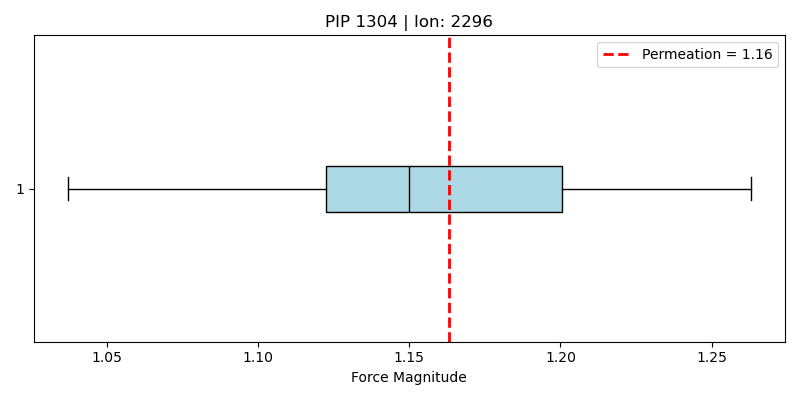 PIP 1304 | Ion: 2296
Permeation = 1.16
1
1.05 1.10 1.15 1.20 1.25
Force Magnitude